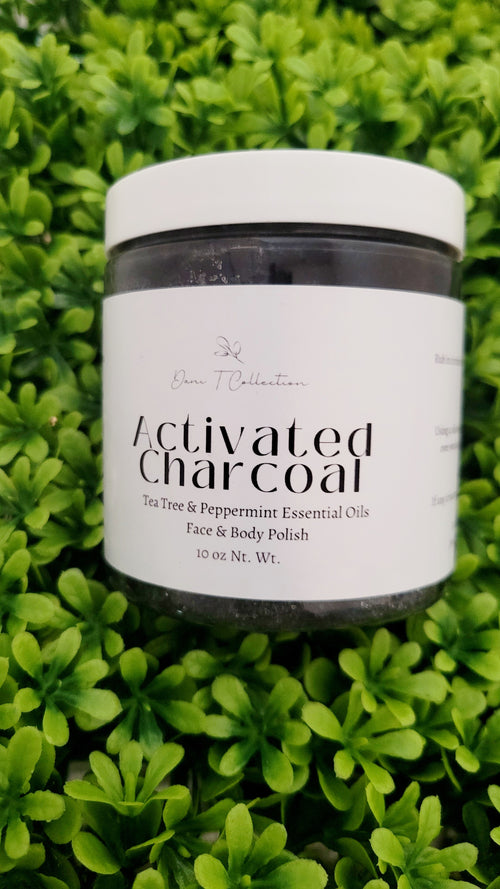 Dani T Collection
Activated
Charcoal
Tea Tree & Peppermint Essential Oils
Face & Body Polish
10 oz Nt. Wt.